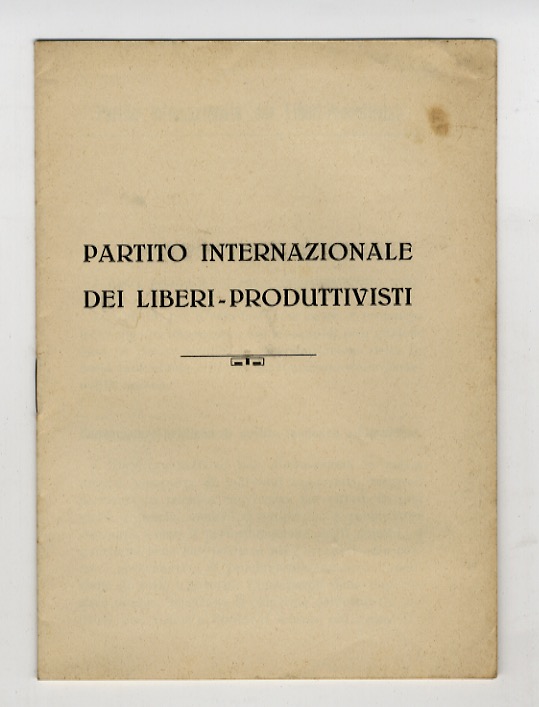 PARTITO INTERNAZIONALE
DEI LIBERI-PRODUTTIVISTI